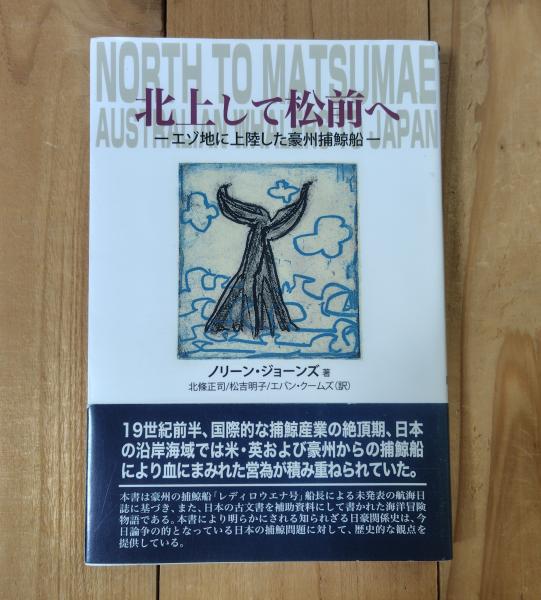 NORTH TO MATSUMAE
北上して松前へ
AUST JAPAN
―エゾ地に上陸した豪州捕鯨船―
ノリーン・ジョーンズ 著
北條正司/松吉明子/エバン・クームズ(訳)
19世紀前半、国際的な捕鯨産業の絶頂期、日本
の沿岸海域では米・英および豪州からの捕鯨船
により血にまみれた営為が積み重ねられていた。
本書は豪州の捕鯨船「レディロウエナ号」船長による未発表の航海日
誌に基づき、また、日本の古文書を補助資料にして書かれた海洋冒険
物語である。本書により明らかにされる知られざる日豪関係史は、今
日論争の的となっている日本の捕鯨問題に対して、歴史的な観点を
提供している。